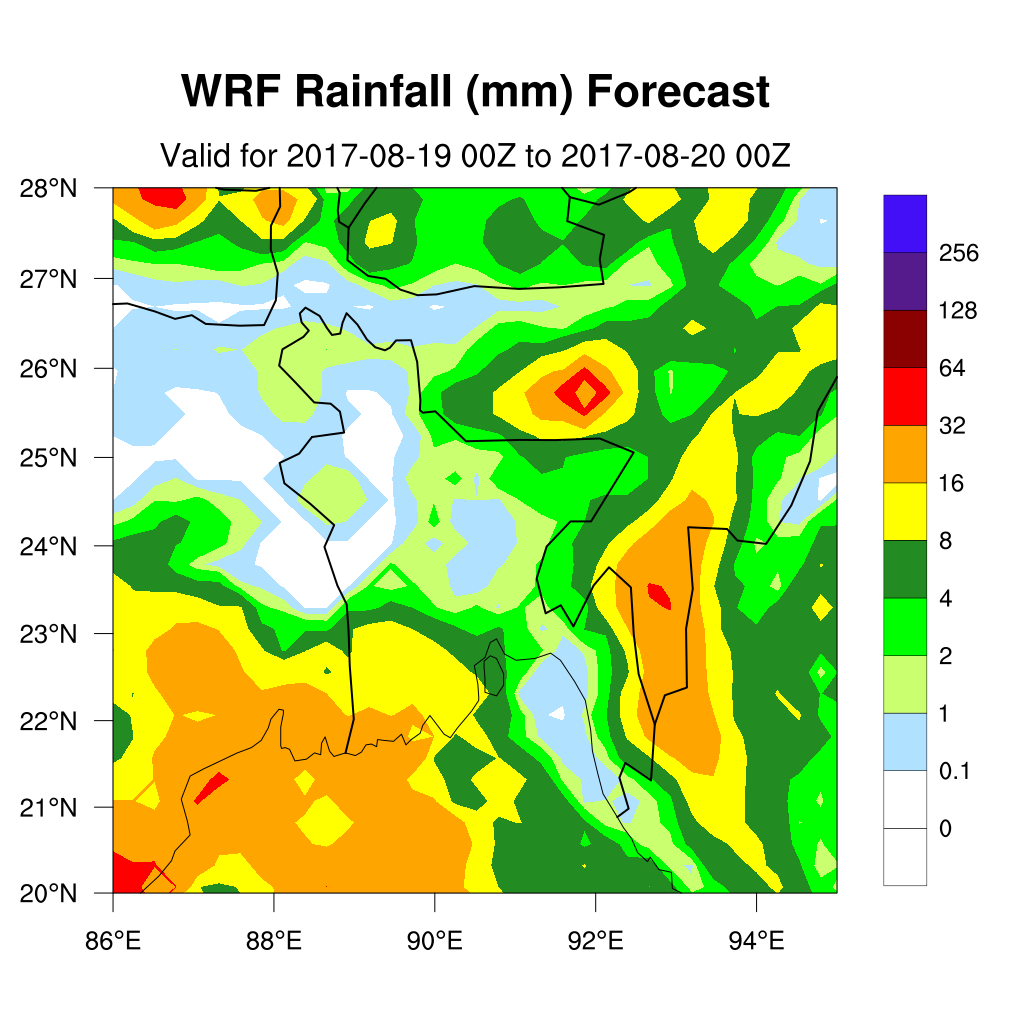 WRF Rainfall (mm) Forecast
Valid for 2017-08-19 00Z to 2017-08-20 00Z
28°N
27°N
26°N
25°N
24°N
23°N
22°N
21°N
20°N
86°E 88°E 90°E 92°E 94°E
256
128
64
32
16
8
4
2
1
0.1
0